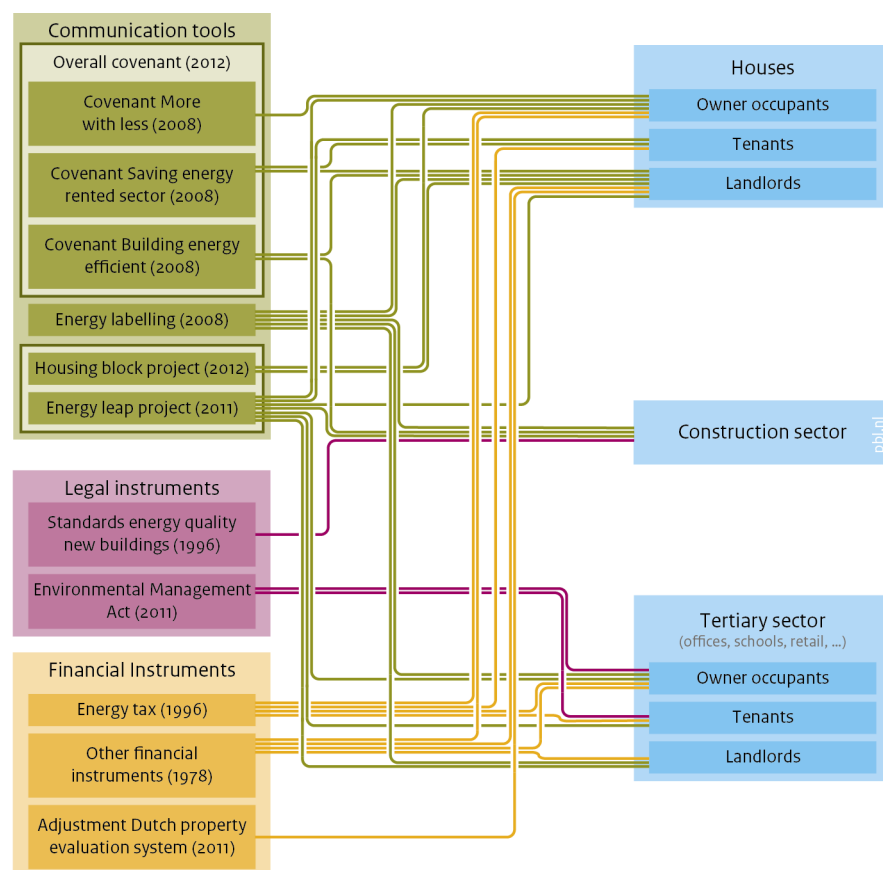 Communication tools
Overall covenant (2012)
Covenant More
with less (2008)
Covenant Saving energy
rented sector (2008)
Covenant Building energy
efficient (2008)
Energy labelling (2008)
Housing block project (2012)
Energy leap project (2011)
Legal instruments
Standards energy quality
new buildings (1996)
Environmental Management
Act (2011)
Financial Instruments
Energy tax (1996)
Other financial
instruments (1978)
Adjustment Dutch property
evaluation system (2011)
Houses
Owner occupants
Tenants
Landlords
Construction sector
pbl.nl
Tertiary sector
(offices, schools, retail, ...)
Owner occupants
Tenants
Landlords